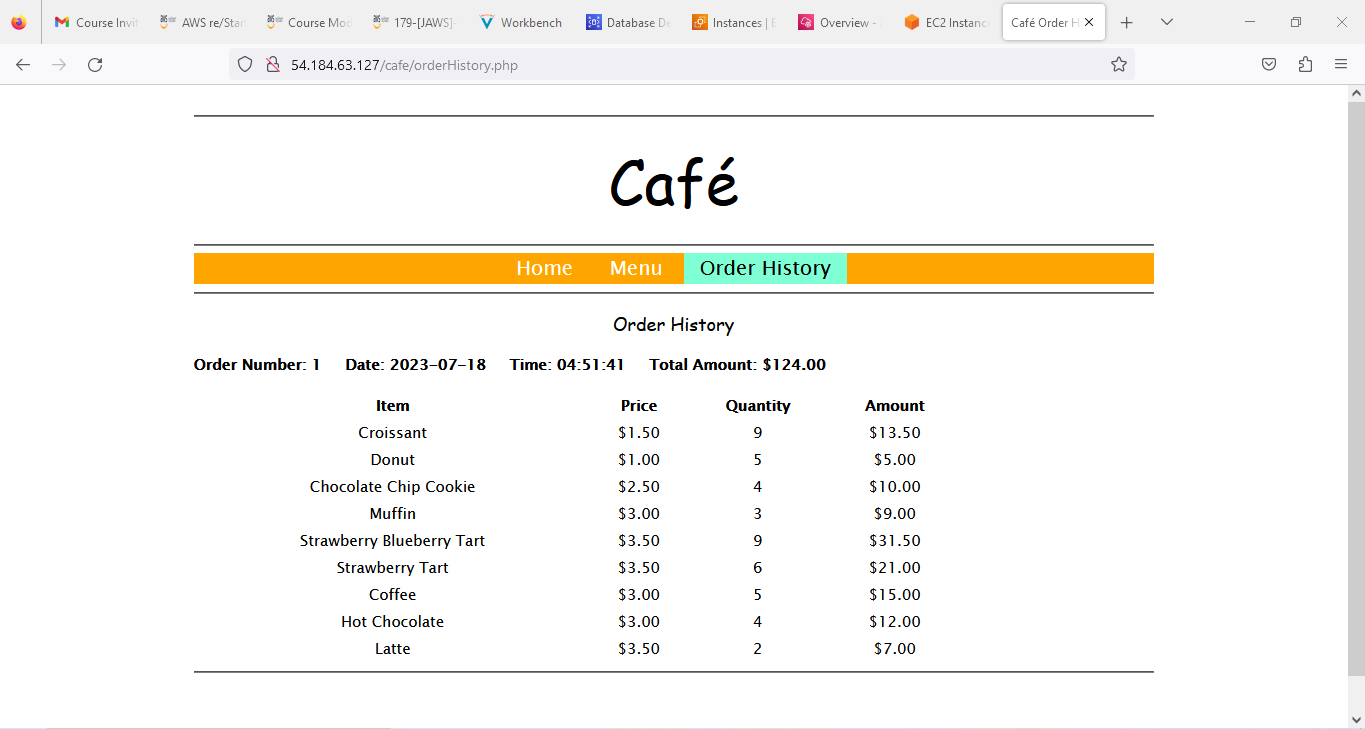 Course Invit AWS re/Star Course Mod 179-[JAWS]- Workbench Database De Instances | E Overview - EC2 Instance Café Order H
54.184.63.127/cafe/orderHistory.php
Café
Home Menu Order History
Order History
Order Number: 1 Date: 2023-07-18 Time: 04:51:41 Total Amount: $124.00
Item Price Quantity Amount
Croissant $1.50 9 $13.50
Donut $1.00 5 $5.00
Chocolate Chip Cookie $2.50 4 $10.00
Muffin $3.00 3 $9.00
Strawberry Blueberry Tart $3.50 9 $31.50
Strawberry Tart $3.50 6 $21.00
Coffee $3.00 5 $15.00
Hot Chocolate $3.00 4 $12.00
Latte $3.50 2 $7.00